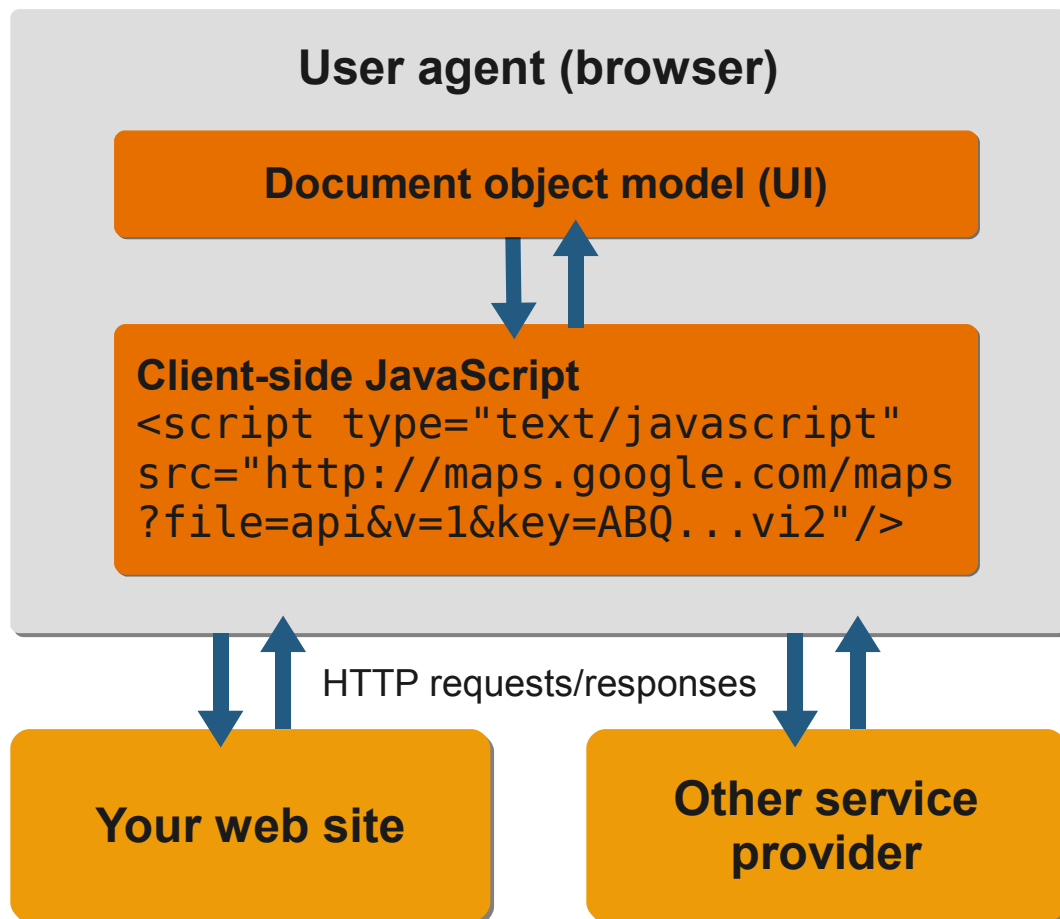 User agent (browser)
Document object model (UI)
Client-side JavaScript
<script type="text/javascript"
src="http://maps.google.com/maps
?file=api&v=1&key=ABQ...vi2"/>
HTTP requests/responses
Your web site
Other service
provider